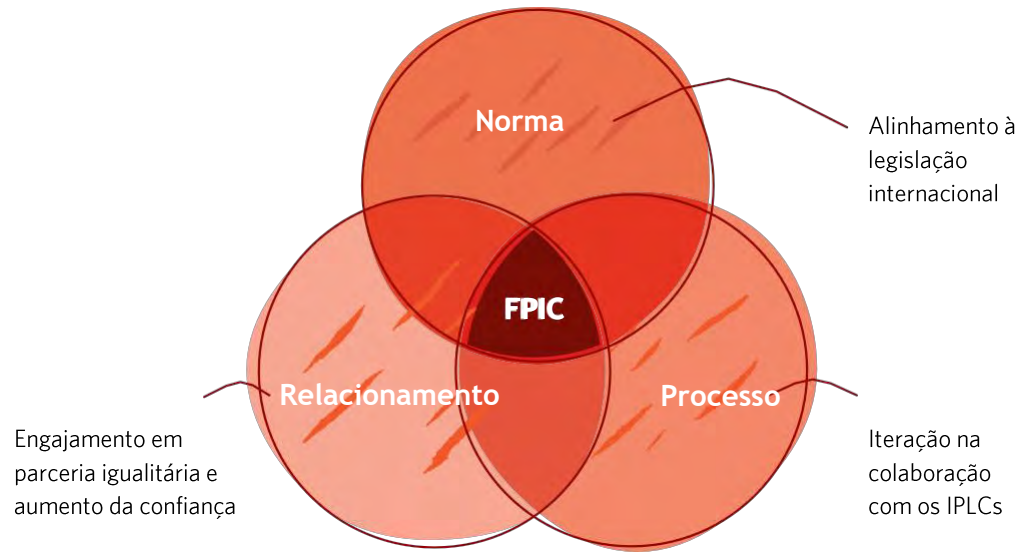 Norma
Alinhamento à
legislação
internacional
FPIC
Relacionamento
Processo
Engajamento em
parceria igualitária e
aumento da confiança
Iteração na
colaboração
com os IPLCs